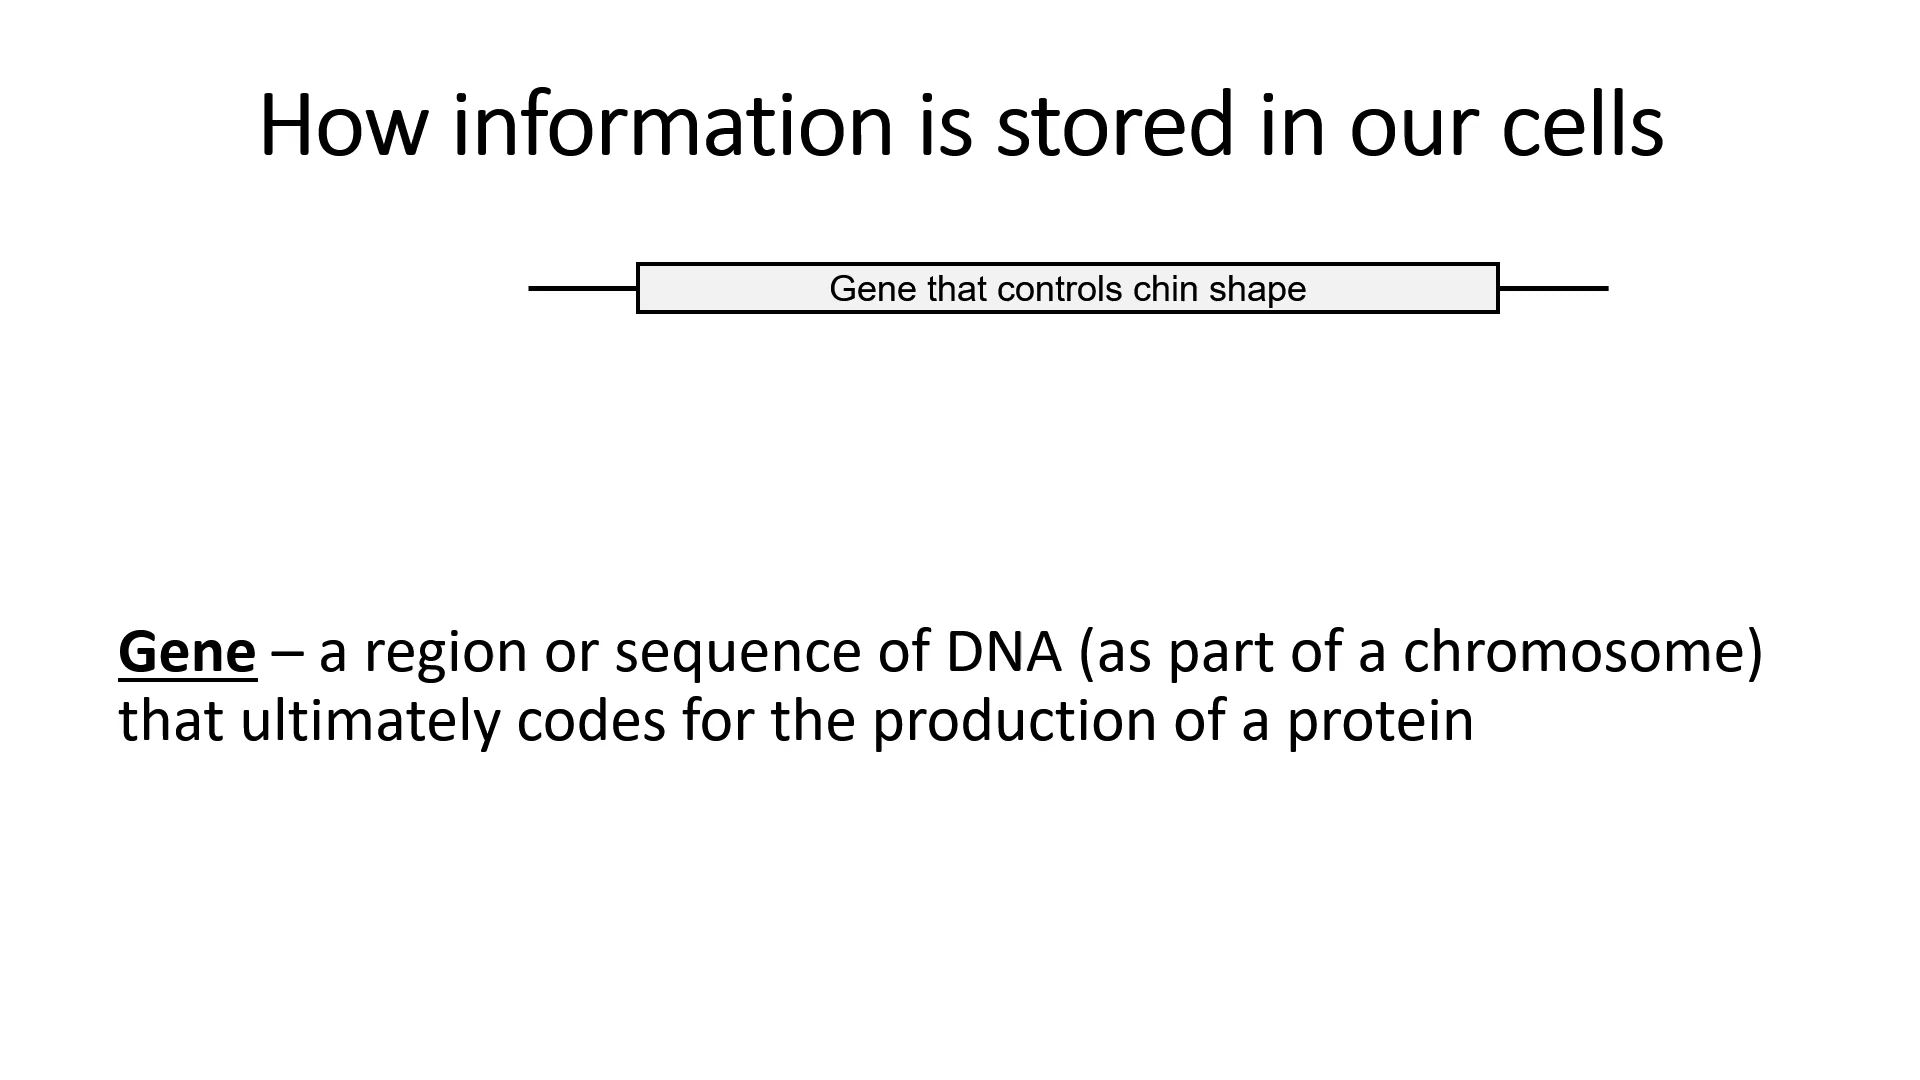 How information is stored in our cells
Gene that controls chin shape
Gene – a region or sequence of DNA (as part of a chromosome)
that ultimately codes for the production of a protein